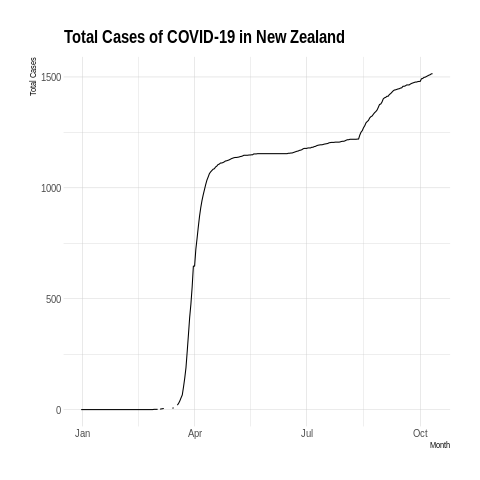 Total Cases of COVID-19 in New Zealand
Total Cases
1500
1000
500
0
Jan
Apr
Jul
Oct
Month